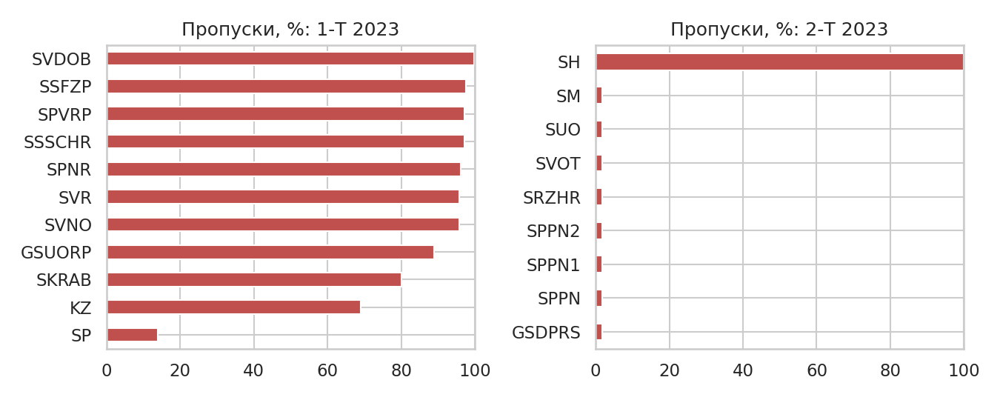 Пропуски, %: 1-Т 2023
SVDOB
SSFZP
SPVRP
SSSCHR
SPNR
SVR
SVNO
GSUORP
SKRAB
KZ
SP
0 20 40 60 80 100
Пропуски, %: 2-Т 2023
SH
SM
SUO
SVOT
SRZHR
SPPN2
SPPN1
SPPN
GSDPRS
0 20 40 60 80 100